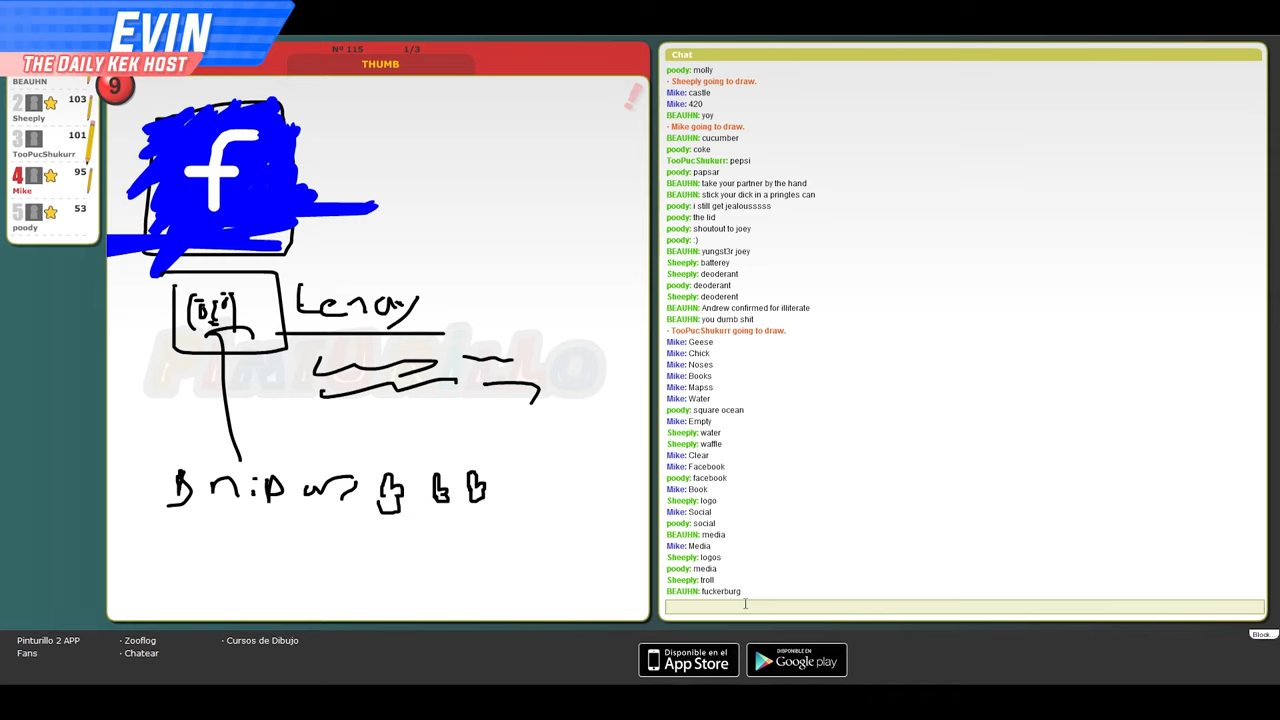 EVIN
THE DAILY KEK HOST
Nº 115 1/3
THUMB
9
BEAUHN
2 103
Sheeply
3 101
TooPucShukurr
4 95
Mike
5 53
poody
f
Chat
poody: molly
· Sheeply going to draw.
Mike: castle
Mike: 420
BEAUHN: yoy
· Mike going to draw.
BEAUHN: cucumber
poody: coke
TooPucShukurr: pepsi
poody: papsar
BEAUHN: take your partner by the hand
BEAUHN: stick your dick in a pringles can
poody: i still get jealousssss
poody: the lid
poody: shoutout to joey
poody: :)
BEAUHN: yungst3r joey
Sheeply: batterey
Sheeply: deoderant
poody: deoderant
Sheeply: deoderent
BEAUHN: Andrew confirmed for illiterate
BEAUHN: you dumb shit
· TooPucShukurr going to draw.
Mike: Geese
Mike: Chick
Mike: Noses
Mike: Books
Mike: Mapss
Mike: Water
poody: square ocean
Mike: Empty
Sheeply: water
Sheeply: waffle
Mike: Clear
Mike: Facebook
poody: facebook
Mike: Book
Sheeply: logo
Mike: Social
poody: social
BEAUHN: media
Mike: Media
Sheeply: logos
poody: media
Sheeply: troll
BEAUHN: fuckerburg
Block...
Pinturillo 2 APP · Zooflog · Cursos de Dibujo
Fans · Chatear
Disponible en el
App Store
DISPONIBLE EN
Google play